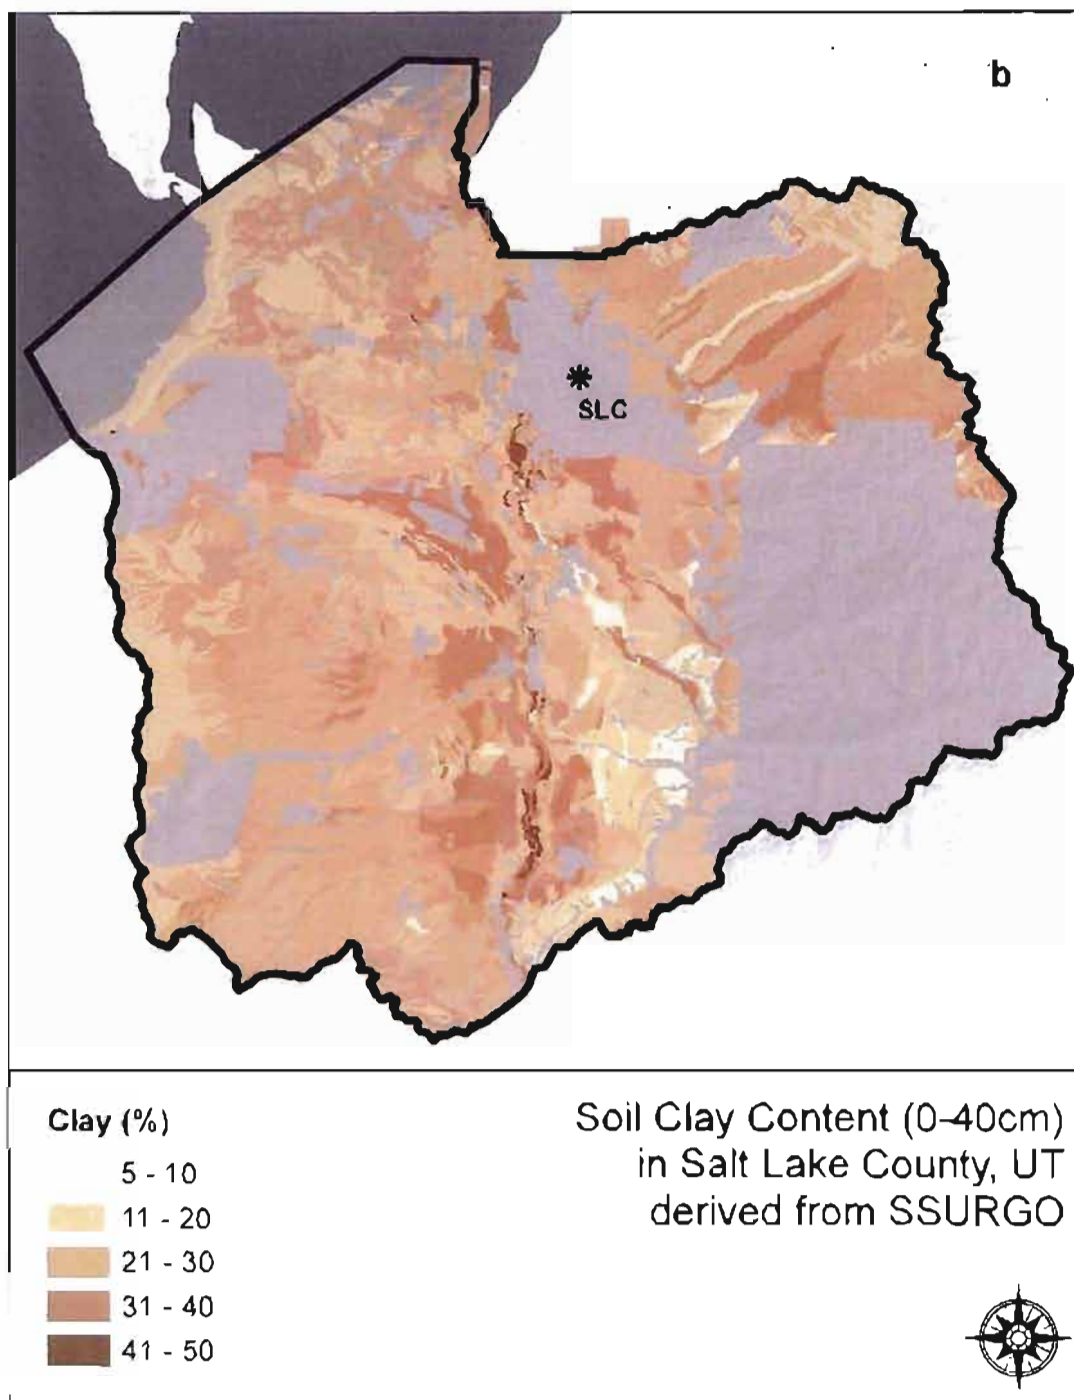 b
SLC
Clay (%)
5 - 10
11 - 20
21 - 30
31 - 40
41 - 50
Soil Clay Content (0-40cm)
in Salt Lake County, UT
derived from SSURGO